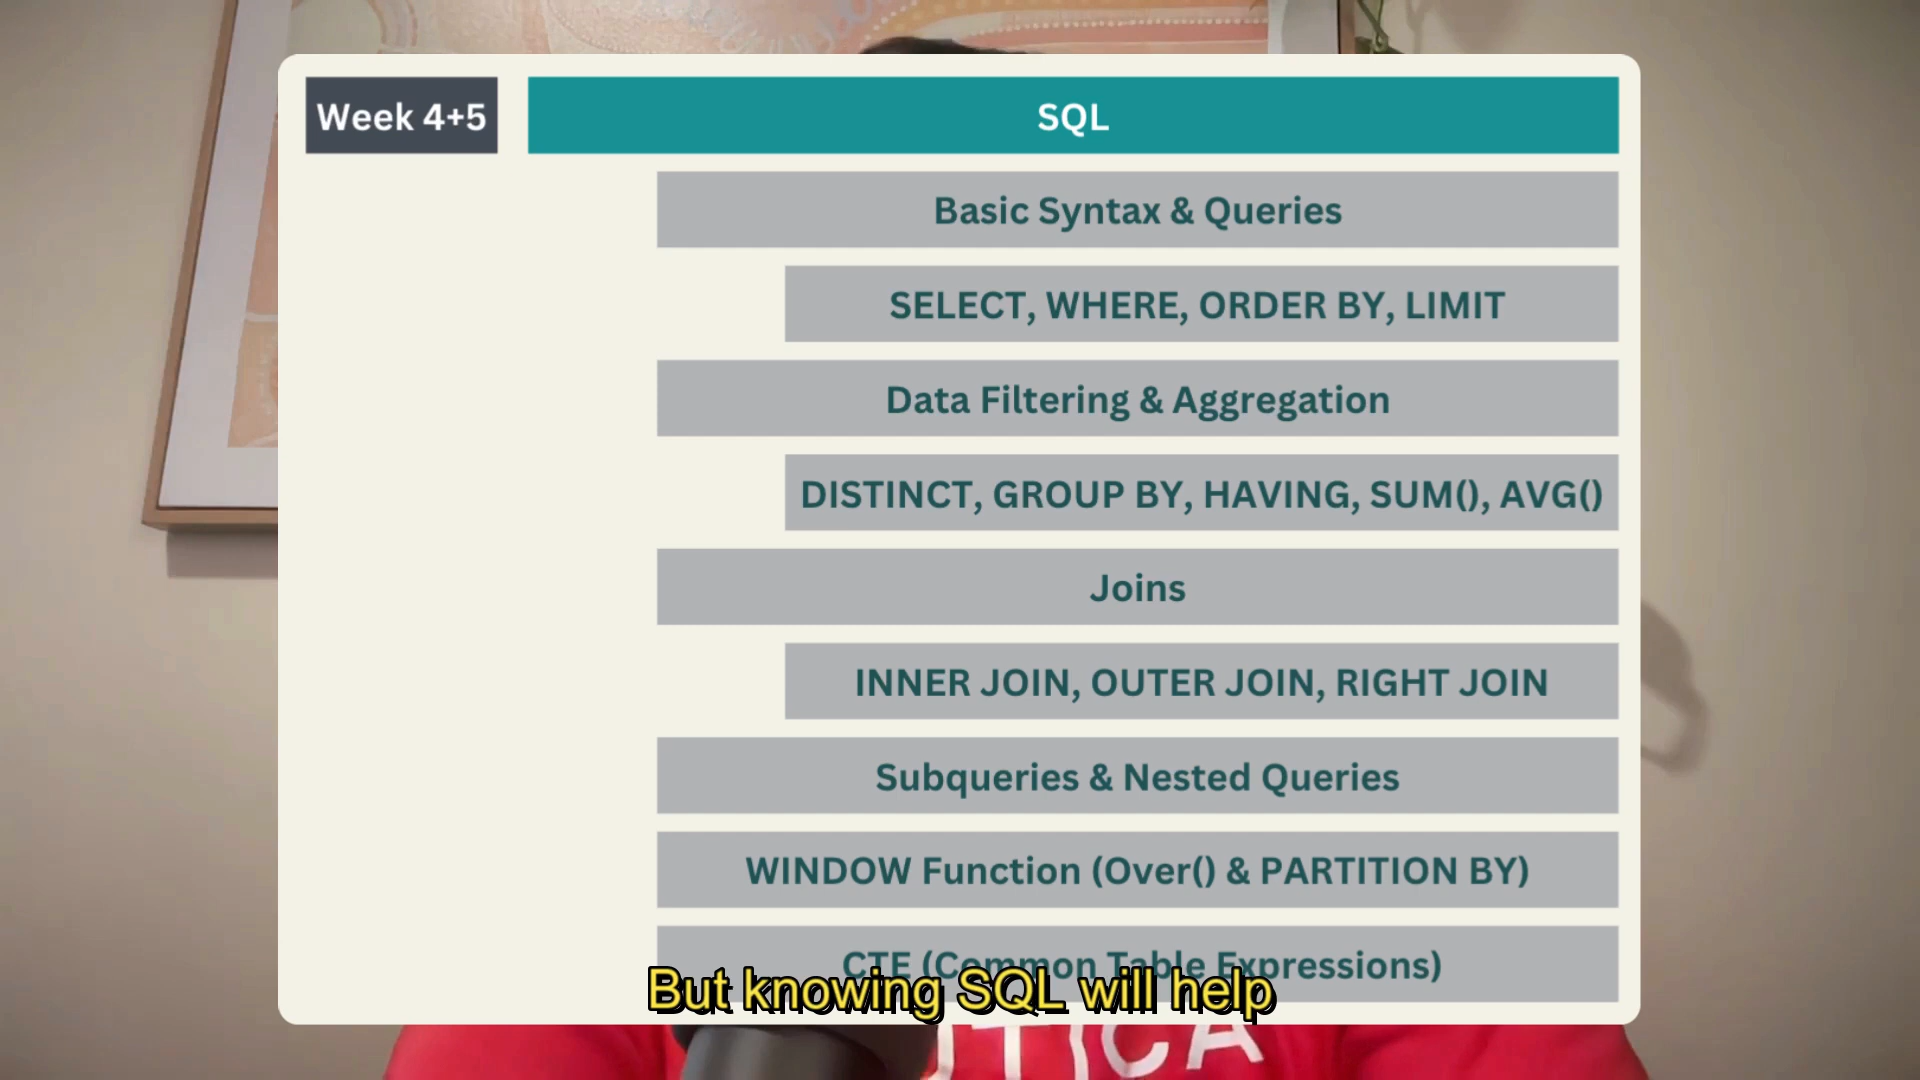 Week 4+5
SQL
Basic Syntax & Queries
SELECT, WHERE, ORDER BY, LIMIT
Data Filtering & Aggregation
DISTINCT, GROUP BY, HAVING, SUM(), AVG()
Joins
INNER JOIN, OUTER JOIN, RIGHT JOIN
Subqueries & Nested Queries
WINDOW Function (Over() & PARTITION BY)
CTE (Common Table Expressions)
But knowing SQL will help